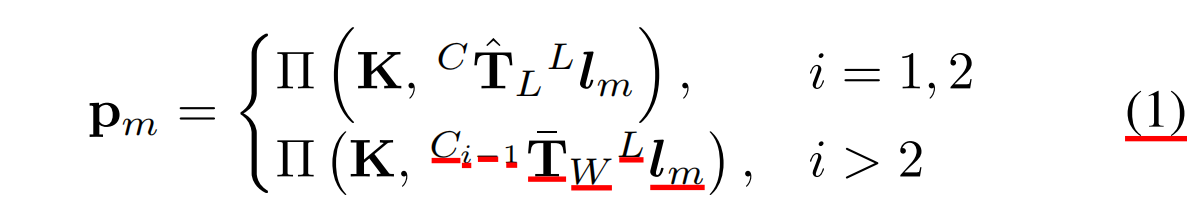 p_m = { Π(K, ^C T̂_L ^L l_m), i = 1, 2
Π(K, ^{C_{i−1}} T̄_W ^L l_m), i > 2 (1)